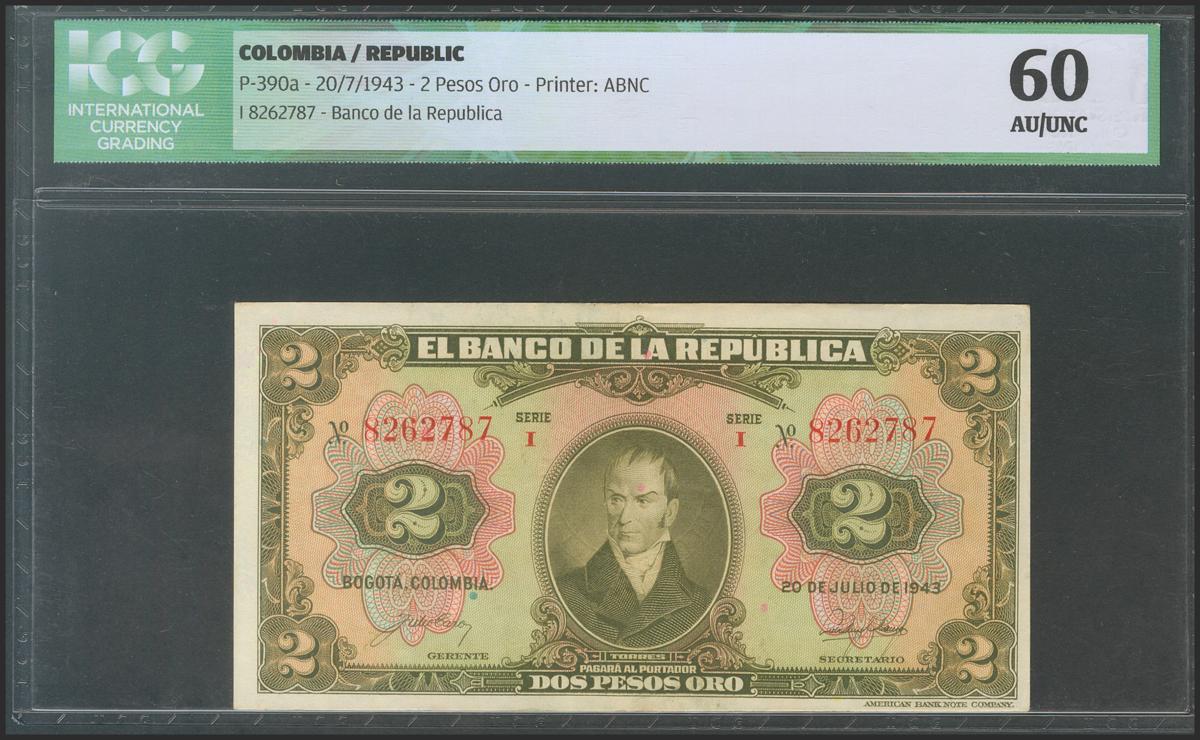 ICG
INTERNATIONAL
CURRENCY
GRADING
COLOMBIA / REPUBLIC
P-390a - 20/7/1943 - 2 Pesos Oro - Printer: ABNC
I 8262787 - Banco de la Republica
60
AU/UNC
EL BANCO DE LA REPÚBLICA
2 2
SERIE SERIE
No. 8262787 I I No. 8262787
2 2
BOGOTÁ, COLOMBIA. 20 DE JULIO DE 1943
GERENTE TORRES SECRETARIO
2 2
PAGARÁ AL PORTADOR
DOS PESOS ORO
AMERICAN BANK NOTE COMPANY.